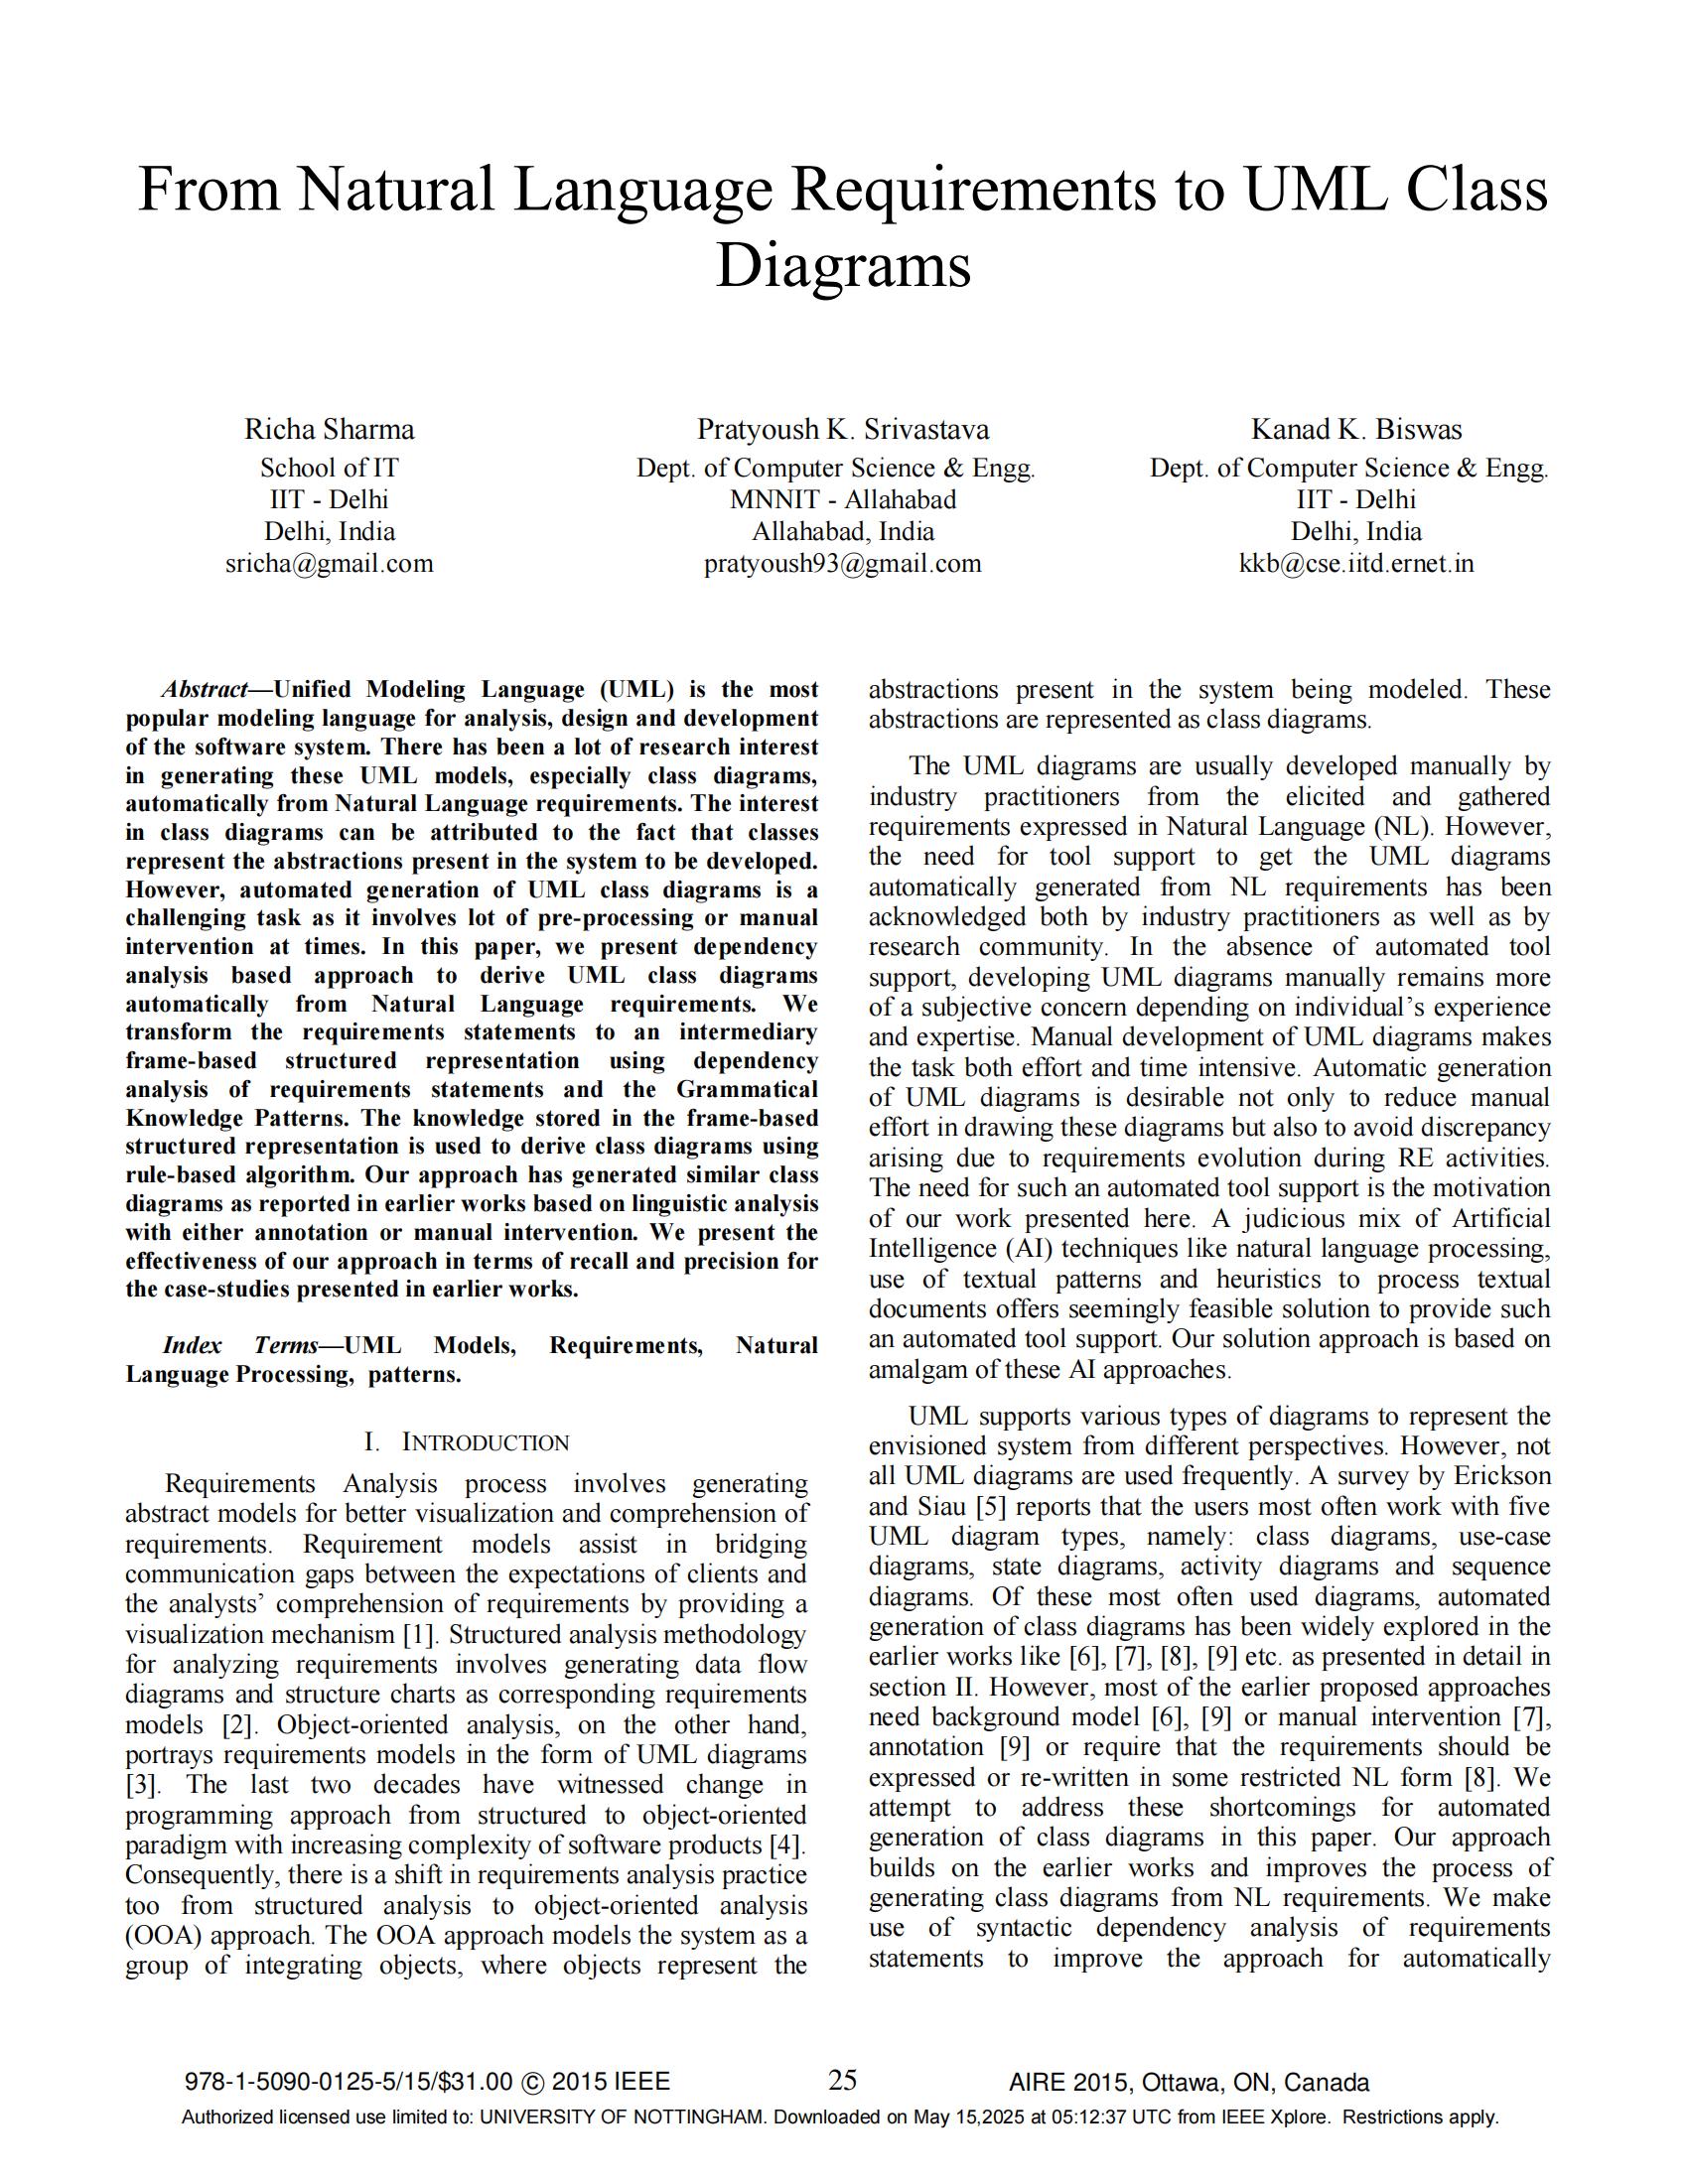 From Natural Language Requirements to UML Class
Diagrams
Richa Sharma
School of IT
IIT - Delhi
Delhi, India
sricha@gmail.com
Pratyoush K. Srivastava
Dept. of Computer Science & Engg.
MNNIT - Allahabad
Allahabad, India
pratyoush93@gmail.com
Kanad K. Biswas
Dept. of Computer Science & Engg.
IIT - Delhi
Delhi, India
kkb@cse.iitd.ernet.in
Abstract—Unified Modeling Language (UML) is the most
popular modeling language for analysis, design and development
of the software system. There has been a lot of research interest
in generating these UML models, especially class diagrams,
automatically from Natural Language requirements. The interest
in class diagrams can be attributed to the fact that classes
represent the abstractions present in the system to be developed.
However, automated generation of UML class diagrams is a
challenging task as it involves lot of pre-processing or manual
intervention at times. In this paper, we present dependency
analysis based approach to derive UML class diagrams
automatically from Natural Language requirements. We
transform the requirements statements to an intermediary
frame-based structured representation using dependency
analysis of requirements statements and the Grammatical
Knowledge Patterns. The knowledge stored in the frame-based
structured representation is used to derive class diagrams using
rule-based algorithm. Our approach has generated similar class
diagrams as reported in earlier works based on linguistic analysis
with either annotation or manual intervention. We present the
effectiveness of our approach in terms of recall and precision for
the case-studies presented in earlier works.
Index Terms—UML Models, Requirements, Natural
Language Processing, patterns.
I. INTRODUCTION
Requirements Analysis process involves generating
abstract models for better visualization and comprehension of
requirements. Requirement models assist in bridging
communication gaps between the expectations of clients and
the analysts’ comprehension of requirements by providing a
visualization mechanism [1]. Structured analysis methodology
for analyzing requirements involves generating data flow
diagrams and structure charts as corresponding requirements
models [2]. Object-oriented analysis, on the other hand,
portrays requirements models in the form of UML diagrams
[3]. The last two decades have witnessed change in
programming approach from structured to object-oriented
paradigm with increasing complexity of software products [4].
Consequently, there is a shift in requirements analysis practice
too from structured analysis to object-oriented analysis
(OOA) approach. The OOA approach models the system as a
group of integrating objects, where objects represent the
abstractions present in the system being modeled. These
abstractions are represented as class diagrams.
The UML diagrams are usually developed manually by
industry practitioners from the elicited and gathered
requirements expressed in Natural Language (NL). However,
the need for tool support to get the UML diagrams
automatically generated from NL requirements has been
acknowledged both by industry practitioners as well as by
research community. In the absence of automated tool
support, developing UML diagrams manually remains more
of a subjective concern depending on individual’s experience
and expertise. Manual development of UML diagrams makes
the task both effort and time intensive. Automatic generation
of UML diagrams is desirable not only to reduce manual
effort in drawing these diagrams but also to avoid discrepancy
arising due to requirements evolution during RE activities.
The need for such an automated tool support is the motivation
of our work presented here. A judicious mix of Artificial
Intelligence (AI) techniques like natural language processing,
use of textual patterns and heuristics to process textual
documents offers seemingly feasible solution to provide such
an automated tool support. Our solution approach is based on
amalgam of these AI approaches.
UML supports various types of diagrams to represent the
envisioned system from different perspectives. However, not
all UML diagrams are used frequently. A survey by Erickson
and Siau [5] reports that the users most often work with five
UML diagram types, namely: class diagrams, use-case
diagrams, state diagrams, activity diagrams and sequence
diagrams. Of these most often used diagrams, automated
generation of class diagrams has been widely explored in the
earlier works like [6], [7], [8], [9] etc. as presented in detail in
section II. However, most of the earlier proposed approaches
need background model [6], [9] or manual intervention [7],
annotation [9] or require that the requirements should be
expressed or re-written in some restricted NL form [8]. We
attempt to address these shortcomings for automated
generation of class diagrams in this paper. Our approach
builds on the earlier works and improves the process of
generating class diagrams from NL requirements. We make
use of syntactic dependency analysis of requirements
statements to improve the approach for automatically
978-1-5090-0125-5/15/$31.00 © 2015 IEEE
25
AIRE 2015, Ottawa, ON, Canada
Authorized licensed use limited to: UNIVERSITY OF NOTTINGHAM. Downloaded on May 15,2025 at 05:12:37 UTC from IEEE Xplore. Restrictions apply.